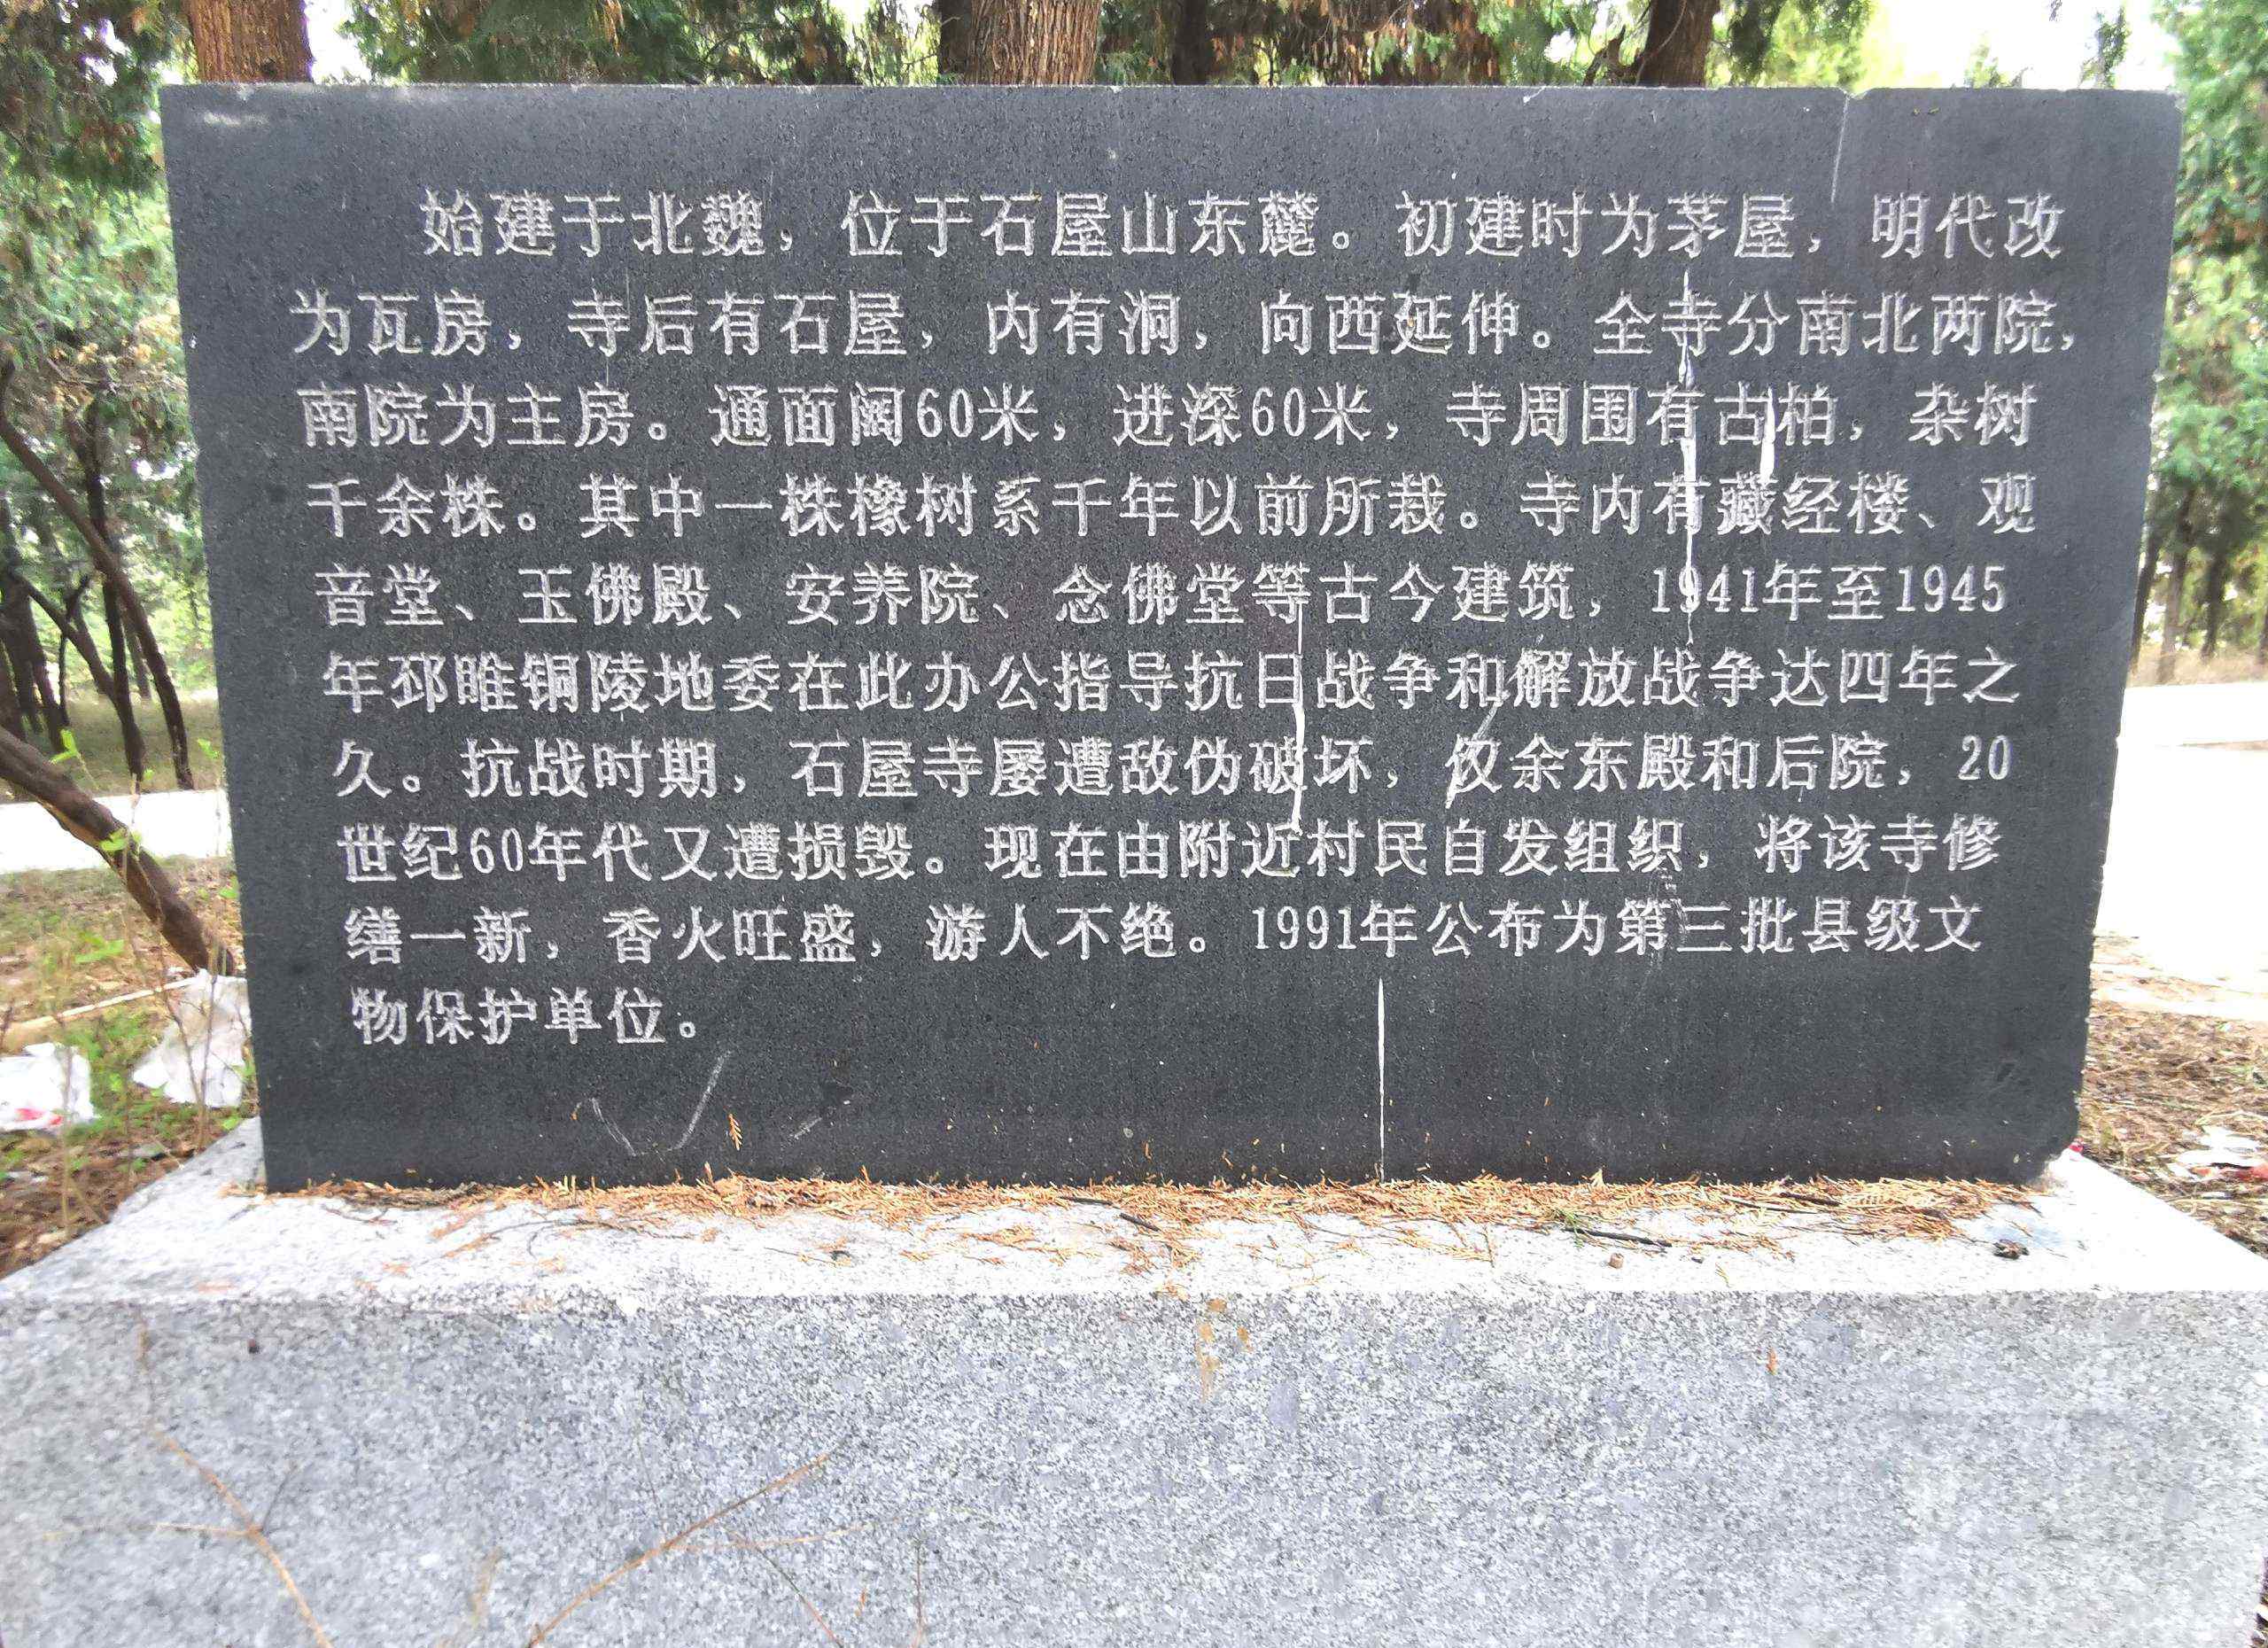 始建于北魏，位于石屋山东麓。初建时为茅屋，明代改
为瓦房，寺后有石屋，内有洞，向西延伸。全寺分南北两院，
南院为主房。通面阔60米，进深60米，寺周围有古柏，杂树
千余株。其中一株橡树系千年以前所栽。寺内有藏经楼、观
音堂、玉佛殿、安养院、念佛堂等古今建筑，1941年至1945
年邳睢铜陵地委在此办公指导抗日战争和解放战争达四年之
久。抗战时期，石屋寺屡遭敌伪破坏，仅余东殿和后院，20
世纪60年代又遭损毁。现在由附近村民自发组织，将该寺修
缮一新，香火旺盛，游人不绝。1991年公布为第三批县级文
物保护单位。